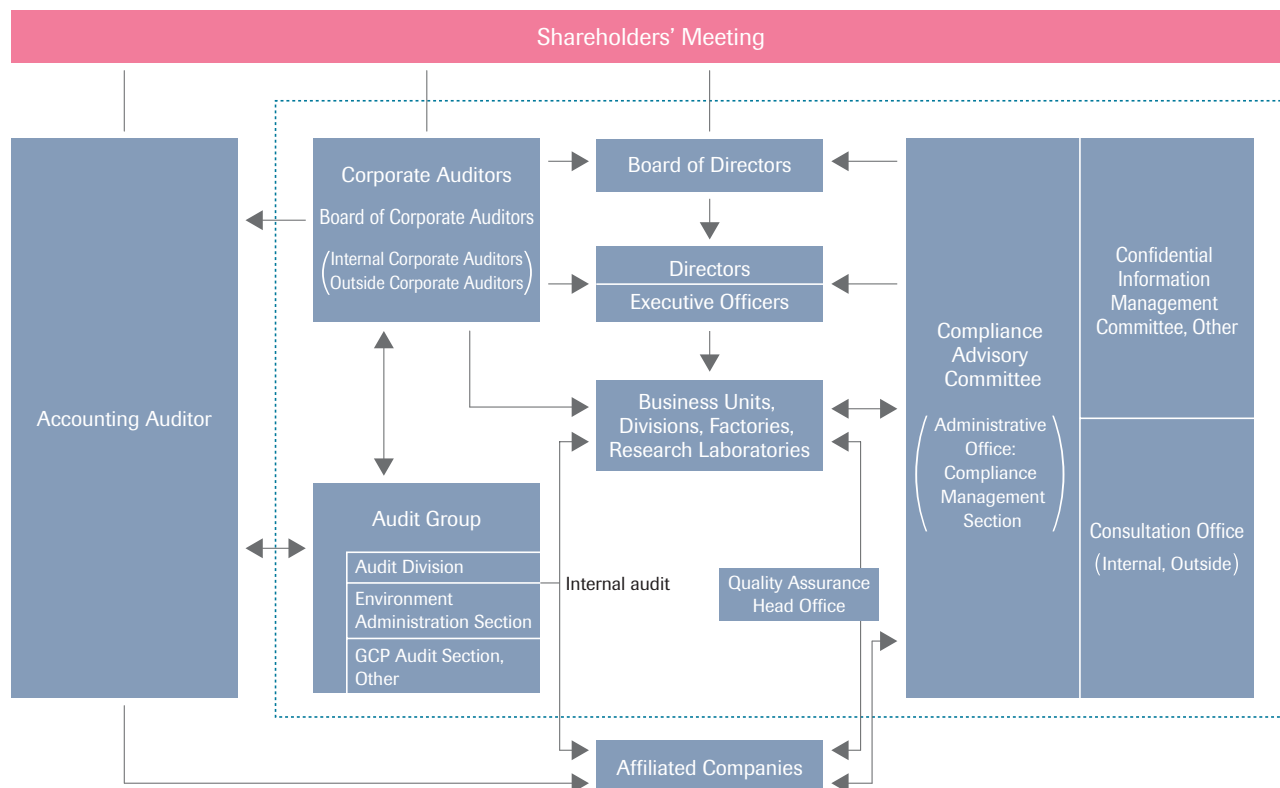 Shareholders' Meeting
Accounting Auditor
Corporate Auditors
Board of Corporate Auditors
(Internal Corporate Auditors
Outside Corporate Auditors)
Audit Group
Audit Division
Environment
Administration Section
GCP Audit Section,
Other
Internal audit
Board of Directors
Directors
Executive Officers
Business Units,
Divisions, Factories,
Research Laboratories
Quality Assurance
Head Office
Affiliated Companies
Compliance
Advisory
Committee
(Administrative
Office:
Compliance
Management
Section)
Confidential
Information
Management
Committee, Other
Consultation Office
(Internal, Outside)